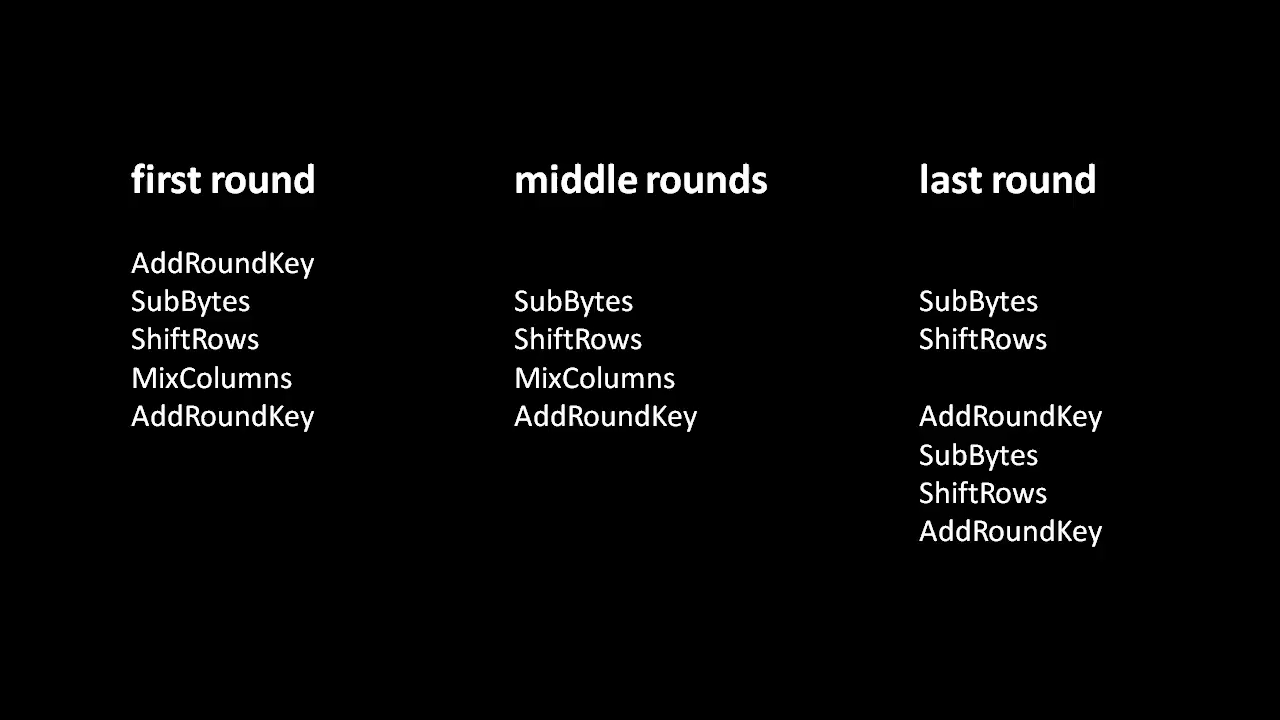 first round
AddRoundKey
SubBytes
ShiftRows
MixColumns
AddRoundKey
middle rounds
SubBytes
ShiftRows
MixColumns
AddRoundKey
last round
SubBytes
ShiftRows
AddRoundKey
SubBytes
ShiftRows
AddRoundKey